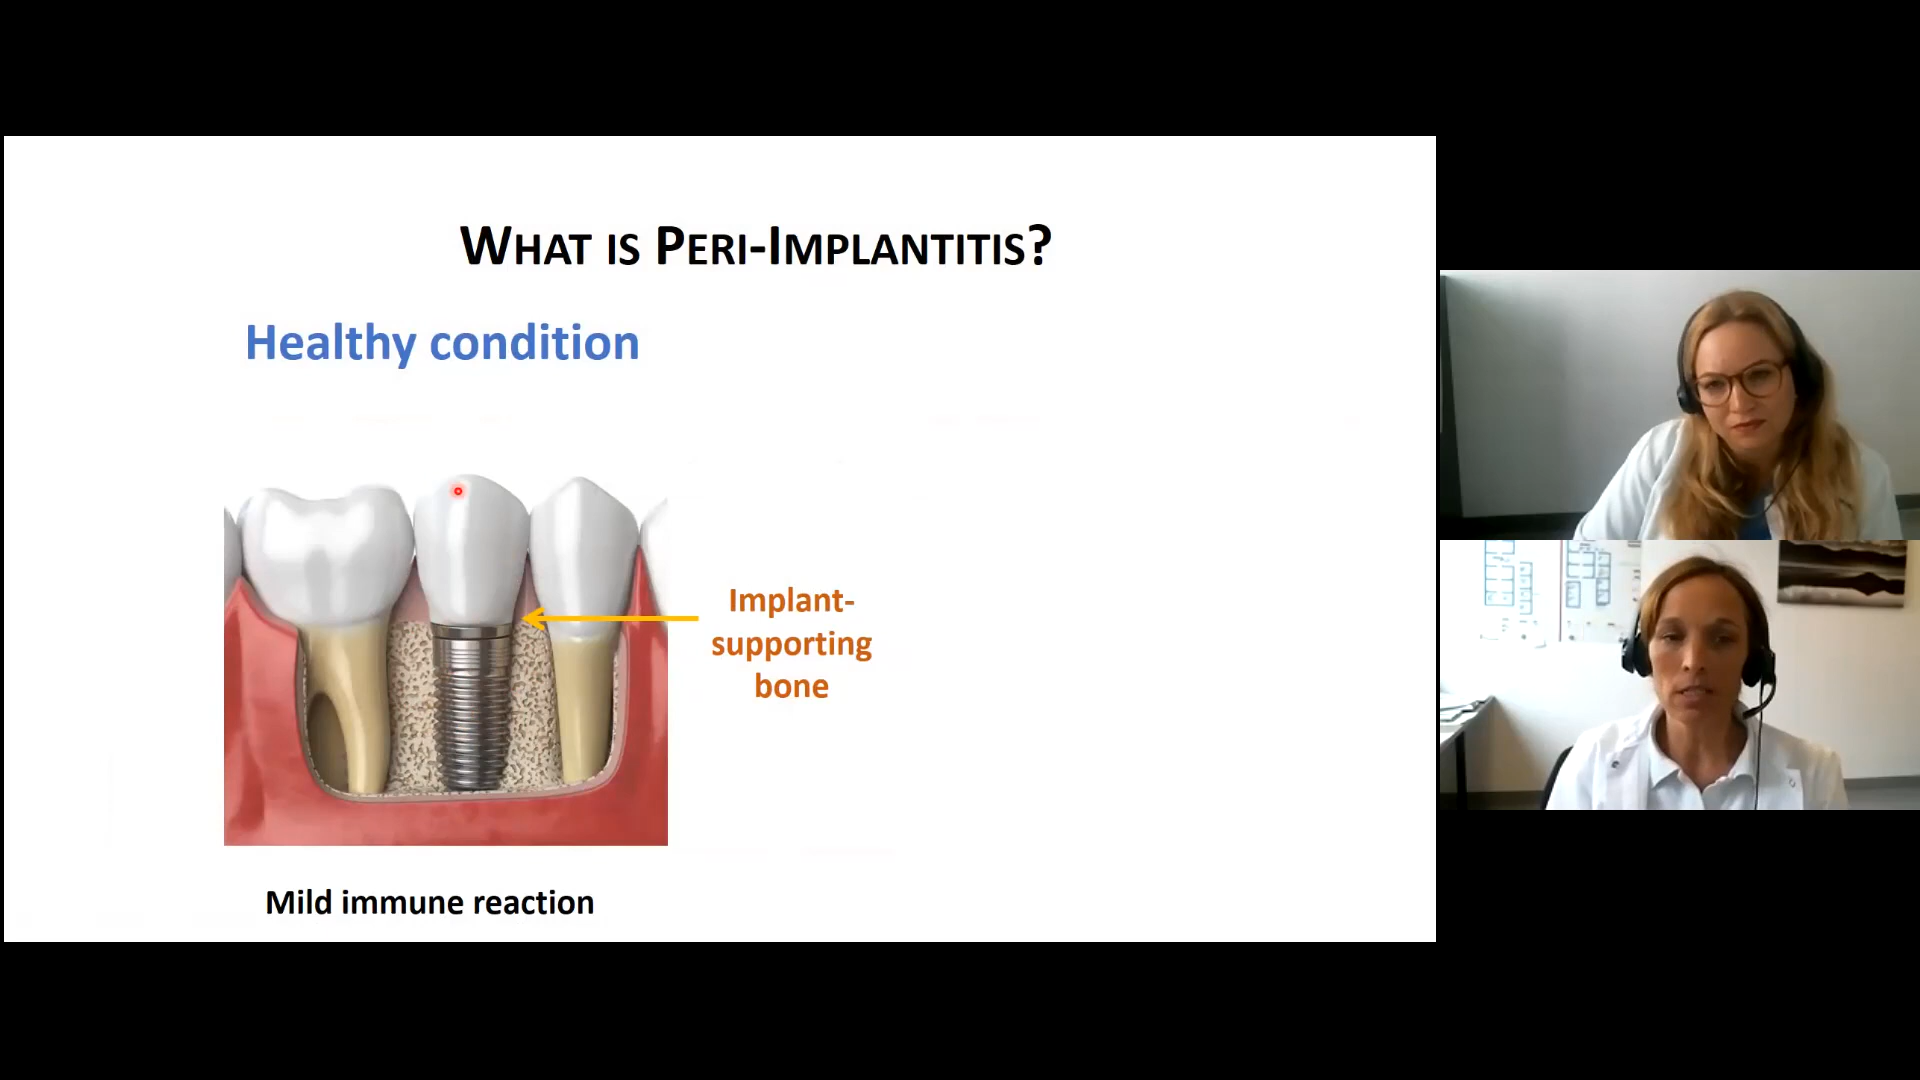 WHAT IS PERI-IMPLANTITIS?
Healthy condition
Implant-
supporting
bone
Mild immune reaction